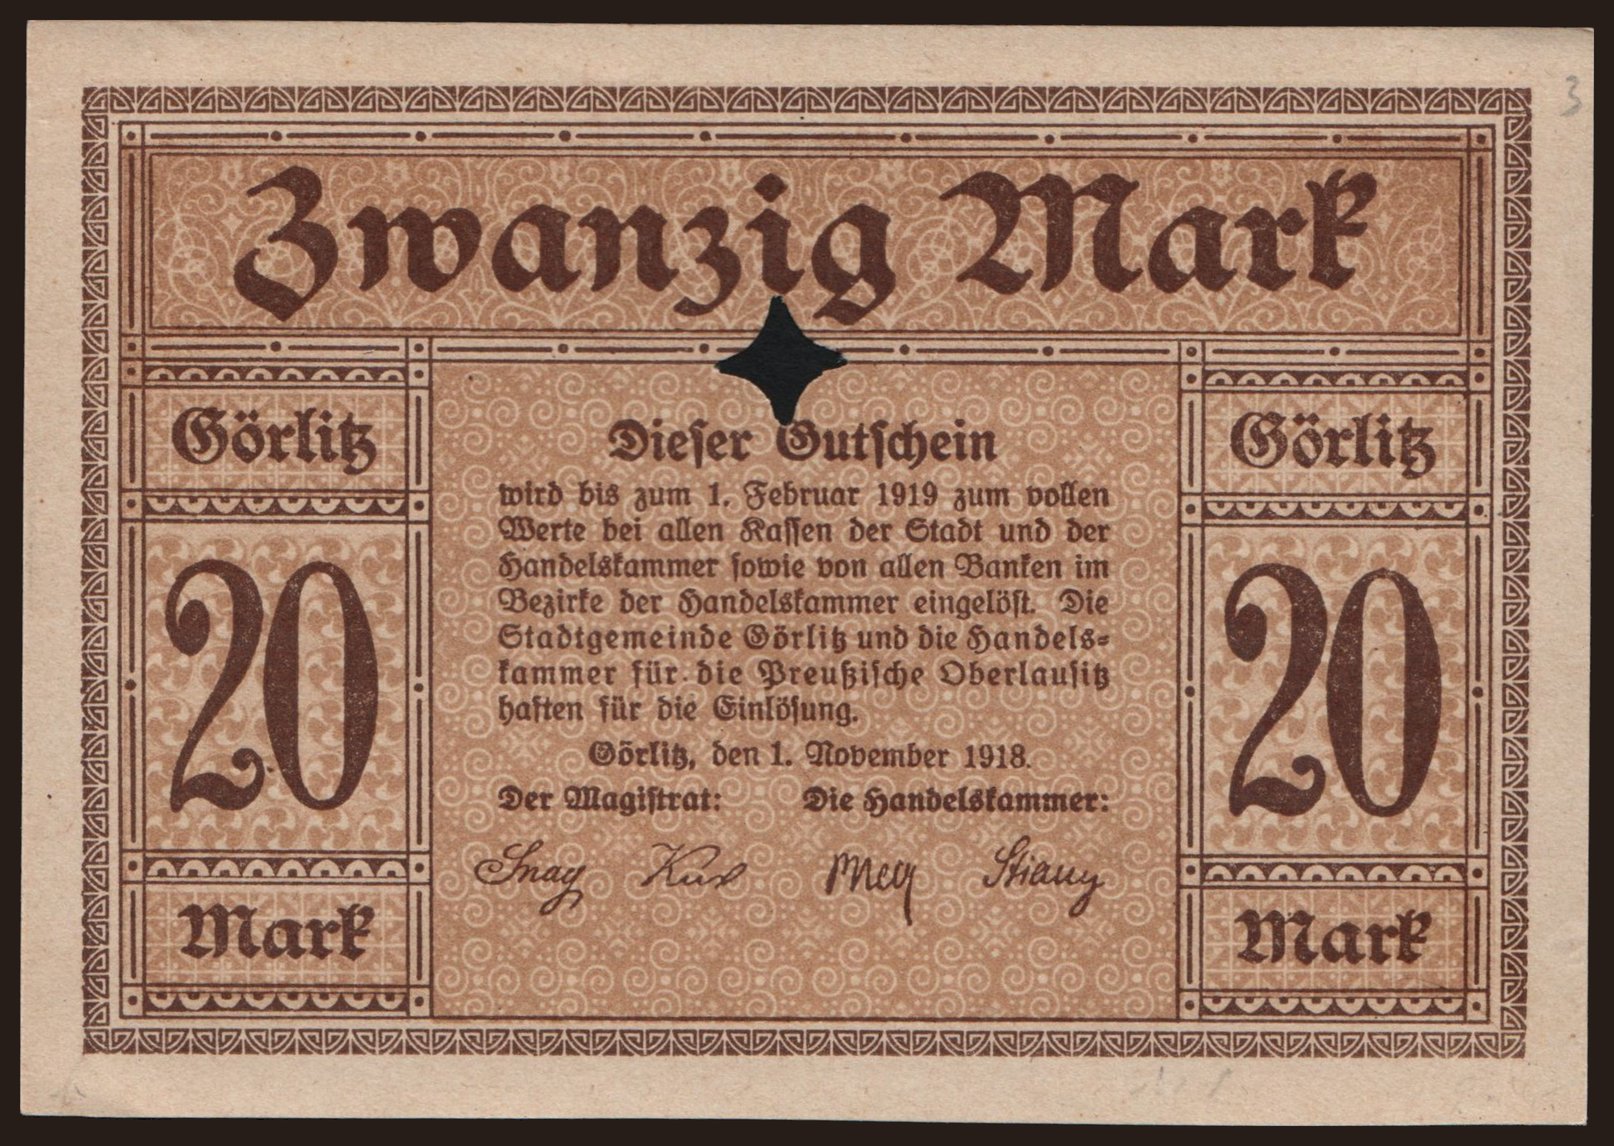 3
Zwanzig Mark
Görlitz
20
Mark
Dieser Gutschein
wird bis zum 1. Februar 1919 zum vollen
Werte bei allen Kassen der Stadt und der
Handelskammer sowie von allen Banken im
Bezirke der Handelskammer eingelöst. Die
Stadtgemeinde Görlitz und die Handels=
kammer für die Preußische Oberlausitz
haften für die Einlösung.
Görlitz, den 1. November 1918.
Der Magistrat: Die Handelskammer:
Snay
Görlitz
20
Mark